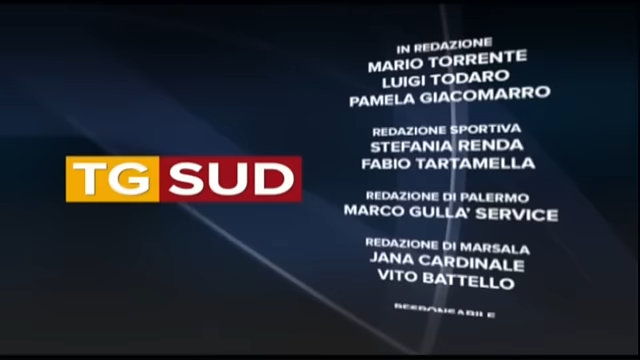 TG SUD
IN REDAZIONE
MARIO TORRENTE
LUIGI TODARO
PAMELA GIACOMARRO
REDAZIONE SPORTIVA
STEFANIA RENDA
FABIO TARTAMELLA
REDAZIONE DI PALERMO
MARCO GULLA' SERVICE
REDAZIONE DI MARSALA
JANA CARDINALE
VITO BATTELLO
RESPONSABILE